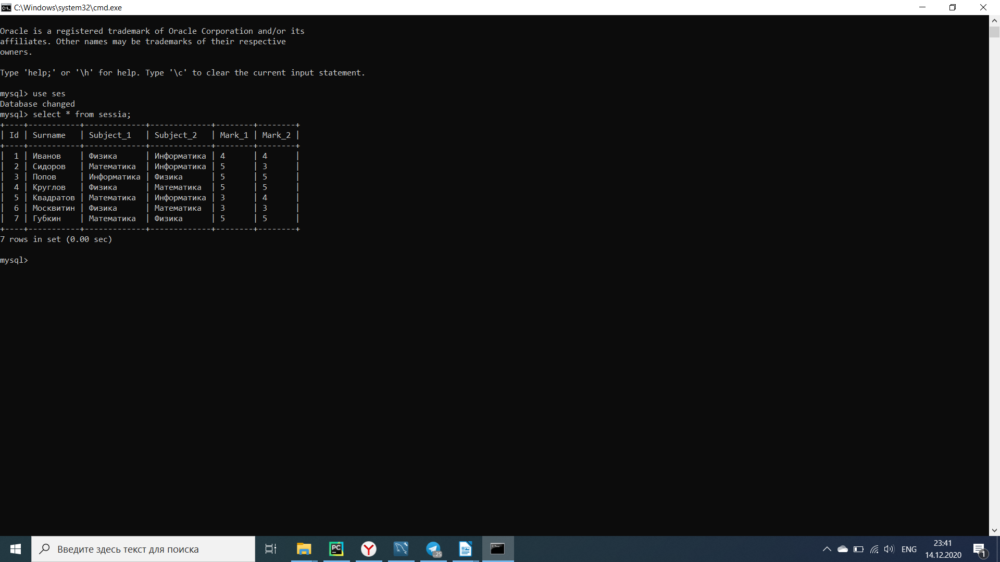 C:\Windows\system32\cmd.exe
Oracle is a registered trademark of Oracle Corporation and/or its
affiliates. Other names may be trademarks of their respective
owners.
Type 'help;' or '\h' for help. Type '\c' to clear the current input statement.
mysql> use ses
Database changed
mysql> select * from sessia;
+----+-----------+-------------+-------------+--------+--------+
| Id | Surname   | Subject_1   | Subject_2   | Mark_1 | Mark_2 |
+----+-----------+-------------+-------------+--------+--------+
|  1 | Иванов    | Физика      | Информатика | 4      | 4      |
|  2 | Сидоров   | Математика  | Информатика | 5      | 3      |
|  3 | Попов     | Информатика | Физика      | 5      | 5      |
|  4 | Круглов   | Физика      | Математика  | 5      | 5      |
|  5 | Квадратов | Математика  | Информатика | 3      | 4      |
|  6 | Москвитин | Физика      | Математика  | 3      | 3      |
|  7 | Губкин    | Математика  | Физика      | 5      | 5      |
+----+-----------+-------------+-------------+--------+--------+
7 rows in set (0.00 sec)
mysql>
Введите здесь текст для поиска
PC
..25
ENG
23:41
14.12.2020
1